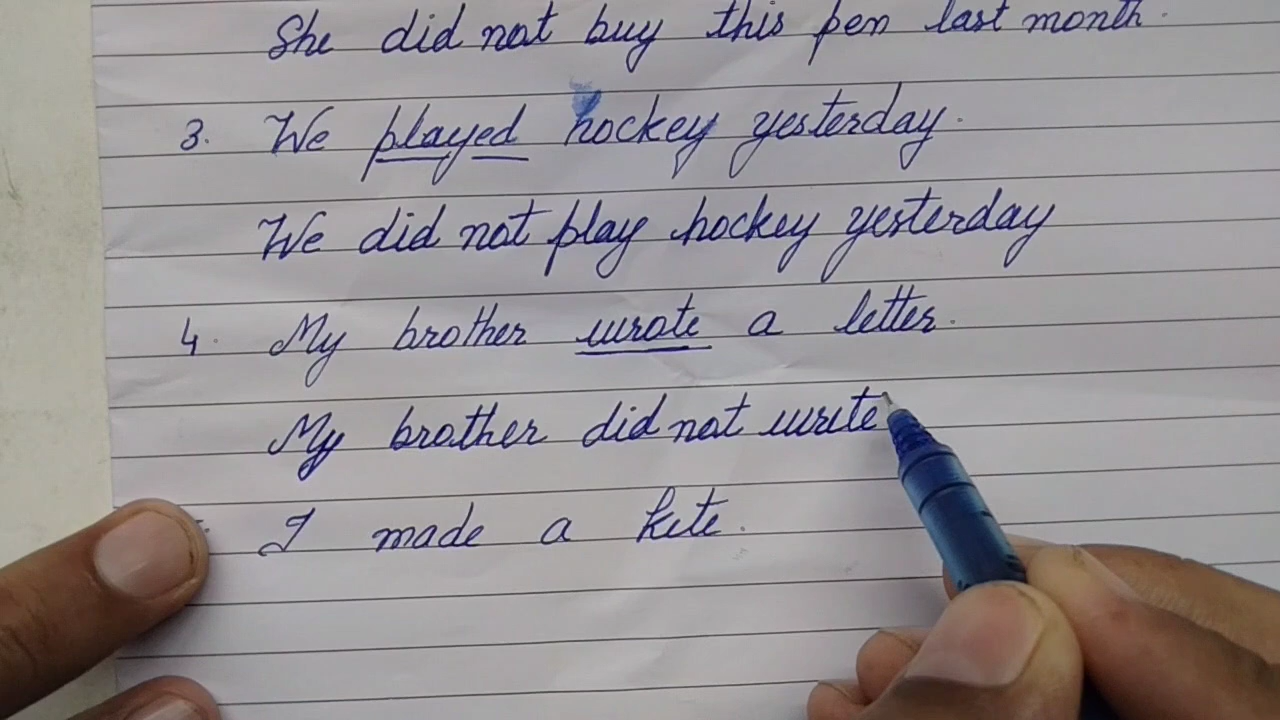 She did not buy this pen last month.
3. We played hockey yesterday.
We did not play hockey yesterday
4. My brother wrote a letter.
My brother did not write
I made a kite.